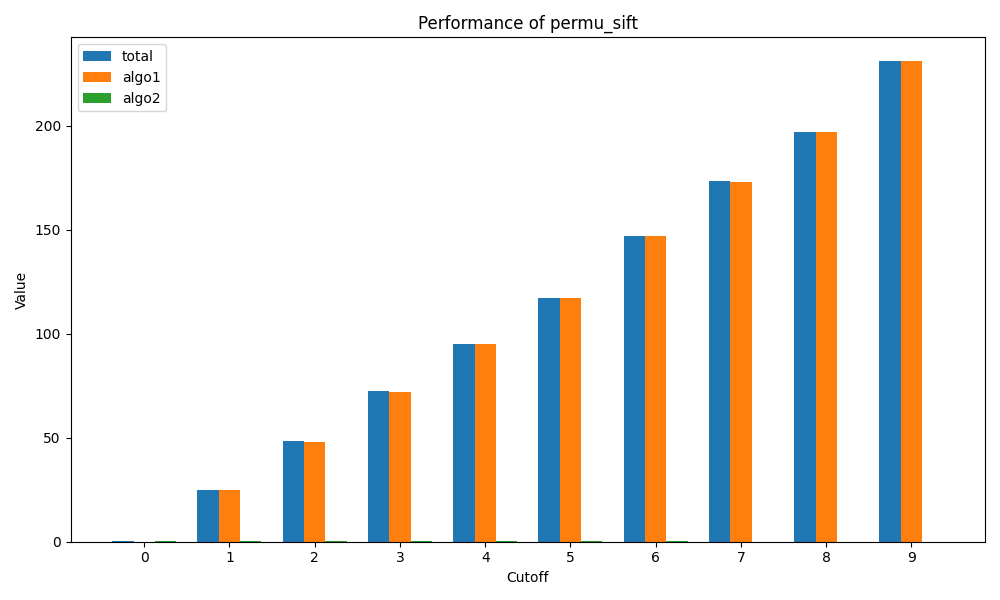 Performance of permu_sift
total
algo1
algo2
Value
200
150
100
50
0
0 1 2 3 4 5 6 7 8 9
Cutoff